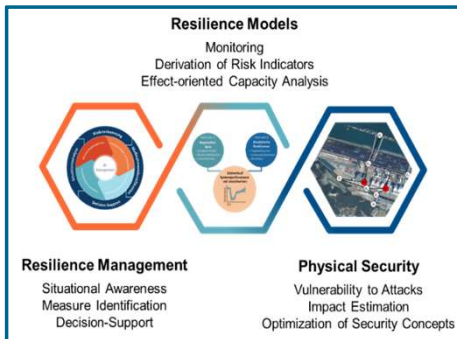 Resilience Models
Monitoring
Derivation of Risk Indicators
Effect-oriented Capacity Analysis
Resilience Management
Situational Awareness
Measure Identification
Decision-Support
Physical Security
Vulnerability to Attacks
Impact Estimation
Optimization of Security Concepts